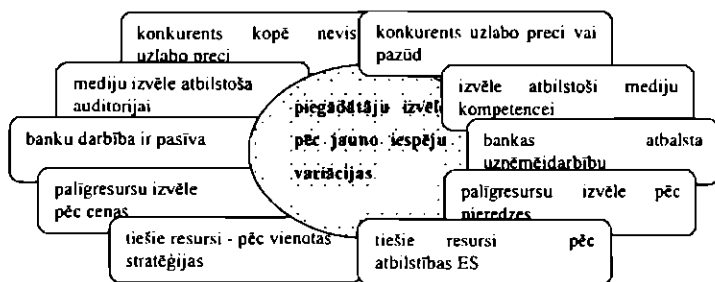 konkurents kopē nevis
uzlabo preci
konkurents uzlabo preci vai
pazūd
mediju izvēle atbilstoša
auditorijai
izvēle atbilstoši mediju
kompetencei
piegādātāju izvēle
pēc jauno iespēju
variācijas
banku darbība ir pasīva
bankas atbalsta
uzņēmējdarbību
palīgresursu izvēle
pēc cenas
palīgresursu izvēle pēc
pieredzes
tiešie resursi - pēc vienotas
stratēģijas
tiešie resursi pēc
atbilstības ES